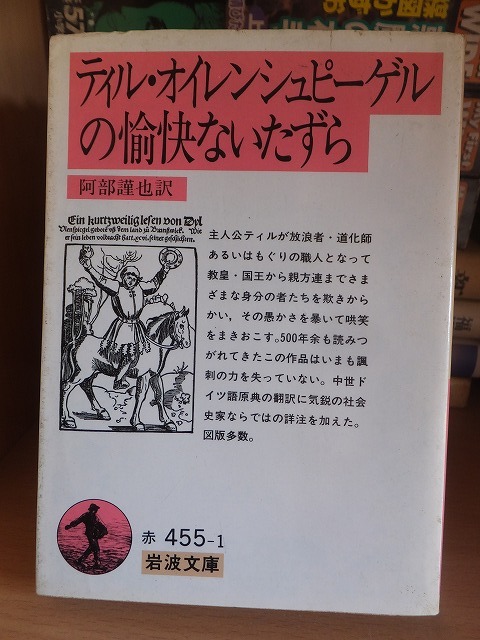 ティル・オイレンシュピーゲル
の愉快ないたずら
阿部謹也訳
Ein kurtzweilig lesen von Dyl
Vlenspiegel gebore vß dem land zu Brunßwick. Wie
er sein leben volbracht hatt. xcvi. seiner geschichten.
主人公ティルが放浪者・道化師
あるいはもぐりの職人となって
教皇・国王から親方連までさま
ざまな身分の者たちを欺きから
かい，その愚かさを暴いて哄笑
をまきおこす。500年余も読みつ
がれてきたこの作品はいまも諷
刺の力を失っていない。中世ド
イツ語原典の翻訳に気鋭の社会
史家ならではの詳注を加えた。
図版多数。
赤 455-1
岩波文庫